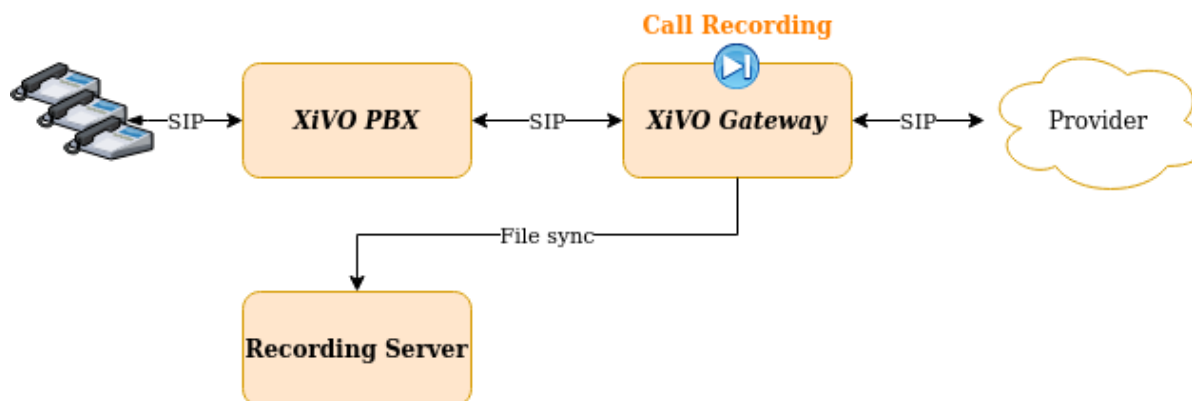 Call Recording
SIP
XiVO PBX
SIP
XiVO Gateway
SIP
Provider
File sync
Recording Server